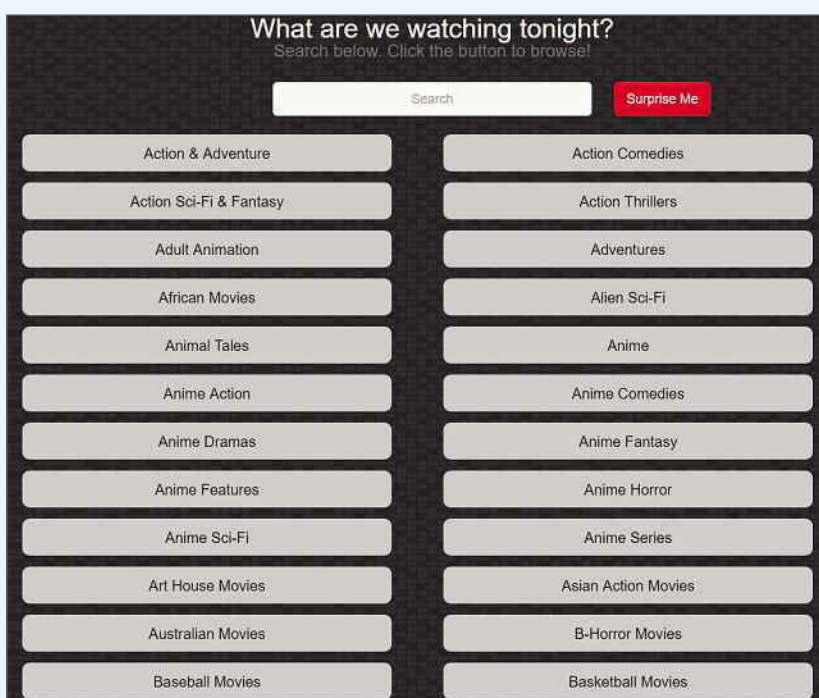 What are we watching tonight?
Search below. Click the button to browse!
Search Surprise Me
Action & Adventure Action Comedies
Action Sci-Fi & Fantasy Action Thrillers
Adult Animation Adventures
African Movies Alien Sci-Fi
Animal Tales Anime
Anime Action Anime Comedies
Anime Dramas Anime Fantasy
Anime Features Anime Horror
Anime Sci-Fi Anime Series
Art House Movies Asian Action Movies
Australian Movies B-Horror Movies
Baseball Movies Basketball Movies